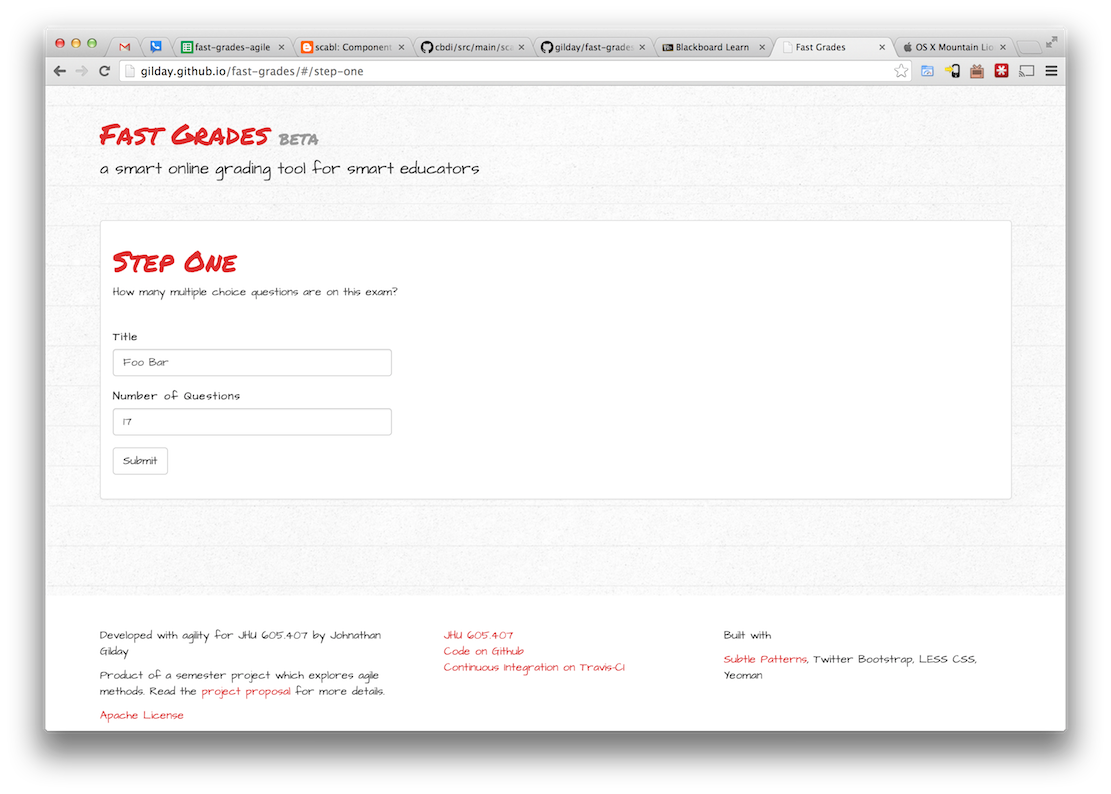 fast-grades-agile
scabl: Component
cbdi/src/main/sca
gilday/fast-grades
Blackboard Learn
Fast Grades
OS X Mountain Lio
gilday.github.io/fast-grades/#/step-one
Fast Grades BETA
a smart online grading tool for smart educators
Step One
How many multiple choice questions are on this exam?
Title
Foo Bar
Number of Questions
17
Submit
Developed with agility for JHU 605.407 by Johnathan
Gilday
Product of a semester project which explores agile
methods. Read the project proposal for more details.
Apache License
JHU 605.407
Code on Github
Continuous Integration on Travis-CI
Built with
Subtle Patterns, Twitter Bootstrap, LESS CSS,
Yeoman